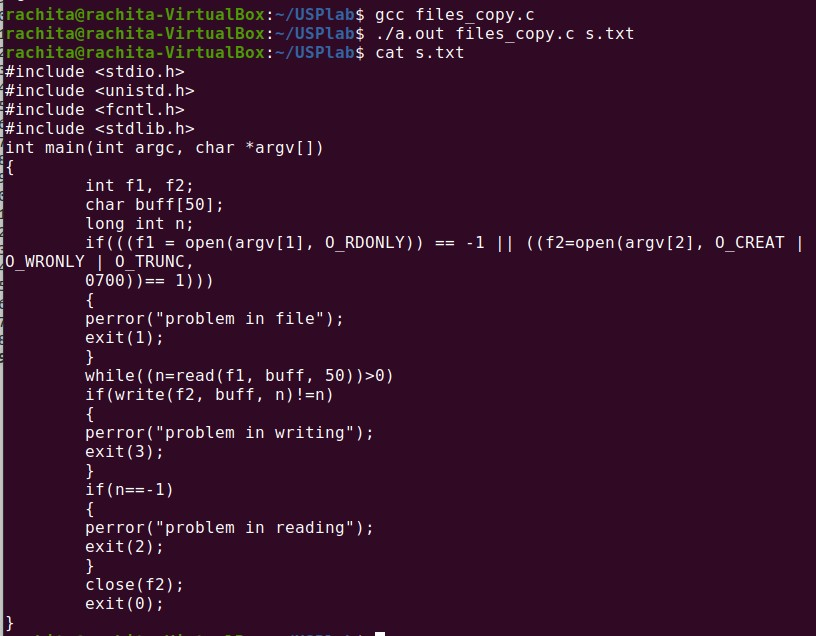 rachita@rachita-VirtualBox:~/USPlab$ gcc files_copy.c
rachita@rachita-VirtualBox:~/USPlab$ ./a.out files_copy.c s.txt
rachita@rachita-VirtualBox:~/USPlab$ cat s.txt
#include <stdio.h>
#include <unistd.h>
#include <fcntl.h>
#include <stdlib.h>
int main(int argc, char *argv[])
{
        int f1, f2;
        char buff[50];
        long int n;
        if(((f1 = open(argv[1], O_RDONLY)) == -1 || ((f2=open(argv[2], O_CREAT |
O_WRONLY | O_TRUNC,
        0700))== 1)))
        {
        perror("problem in file");
        exit(1);
        }
        while((n=read(f1, buff, 50))>0)
        if(write(f2, buff, n)!=n)
        {
        perror("problem in writing");
        exit(3);
        }
        if(n==-1)
        {
        perror("problem in reading");
        exit(2);
        }
        close(f2);
        exit(0);
}